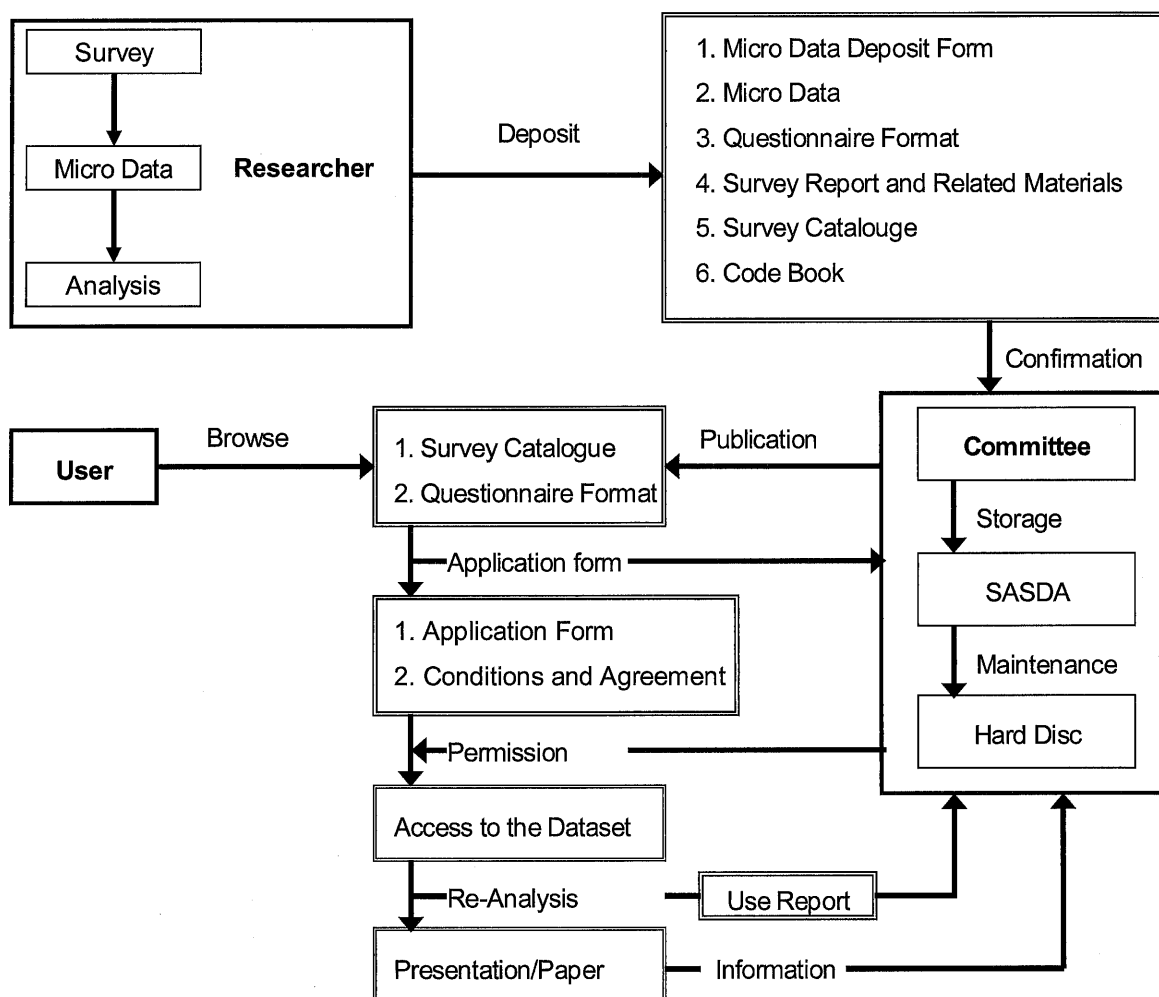 Survey
Micro Data
Analysis
Researcher
Deposit
1. Micro Data Deposit Form
2. Micro Data
3. Questionnaire Format
4. Survey Report and Related Materials
5. Survey Catalouge
6. Code Book
Confirmation
User
Browse
1. Survey Catalogue
2. Questionnaire Format
Publication
Committee
Storage
SASDA
Maintenance
Hard Disc
Application form
1. Application Form
2. Conditions and Agreement
Permission
Access to the Dataset
Re-Analysis
Use Report
Presentation/Paper
Information